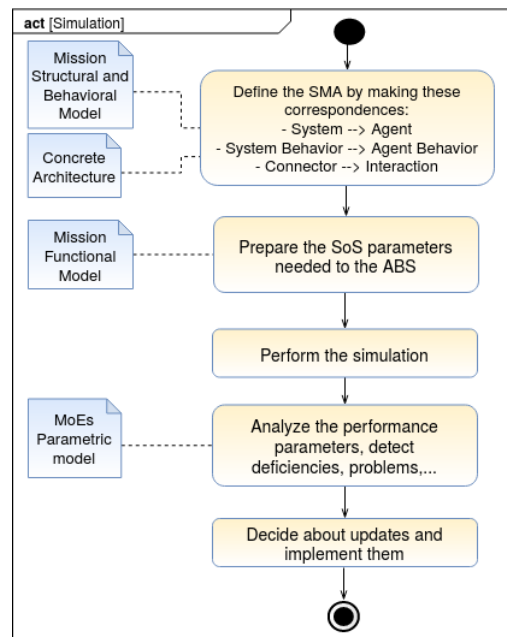 act [Simulation]
Mission
Structural and
Behavioral
Model
Define the SMA by making these
correspondences:
- System --> Agent
- System Behavior --> Agent Behavior
- Connector --> Interaction
Concrete
Architecture
Mission
Functional
Model
Prepare the SoS parameters
needed to the ABS
Perform the simulation
MoEs
Parametric
model
Analyze the performance
parameters, detect
deficiencies, problems,...
Decide about updates and
implement them